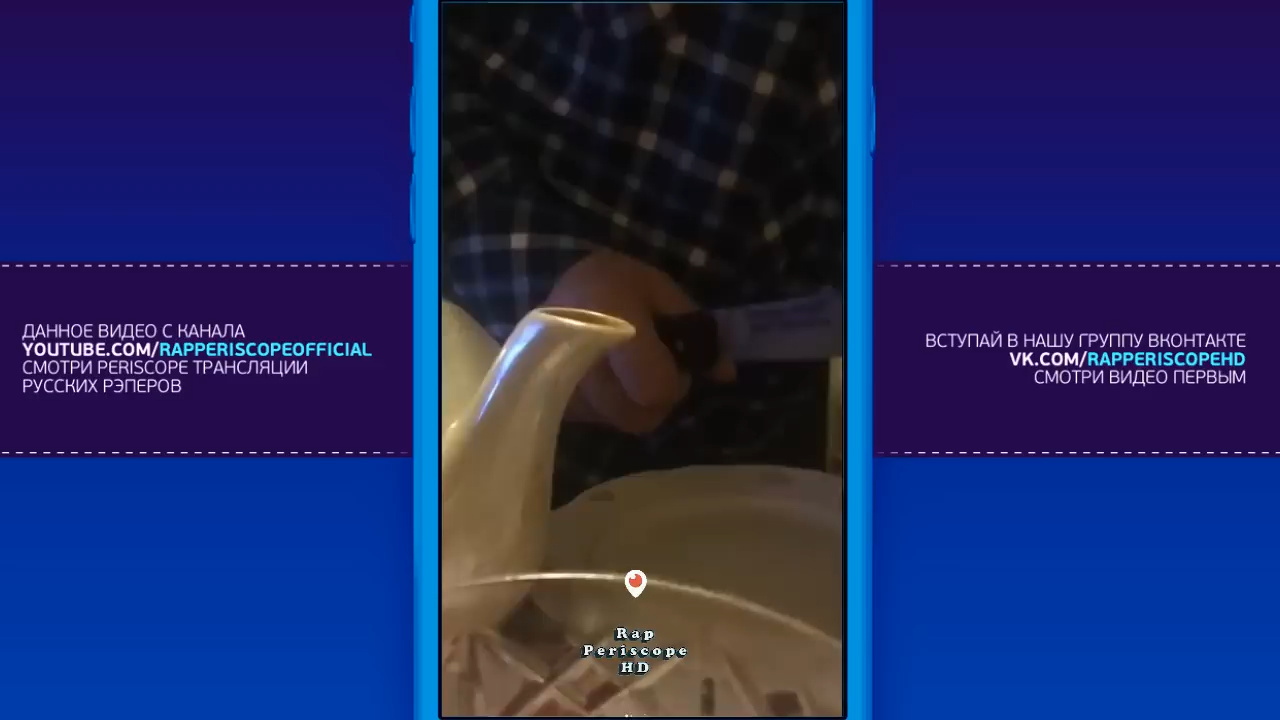 ДАННОЕ ВИДЕО С КАНАЛА
YOUTUBE.COM/RAPPERISCOPEOFFICIAL
СМОТРИ PERISCOPE ТРАНСЛЯЦИИ
РУССКИХ РЭПЕРОВ
ВСТУПАЙ В НАШУ ГРУППУ ВКОНТАКТЕ
VK.COM/RAPPERISCOPEHD
СМОТРИ ВИДЕО ПЕРВЫМ
Rap
Periscope
HD